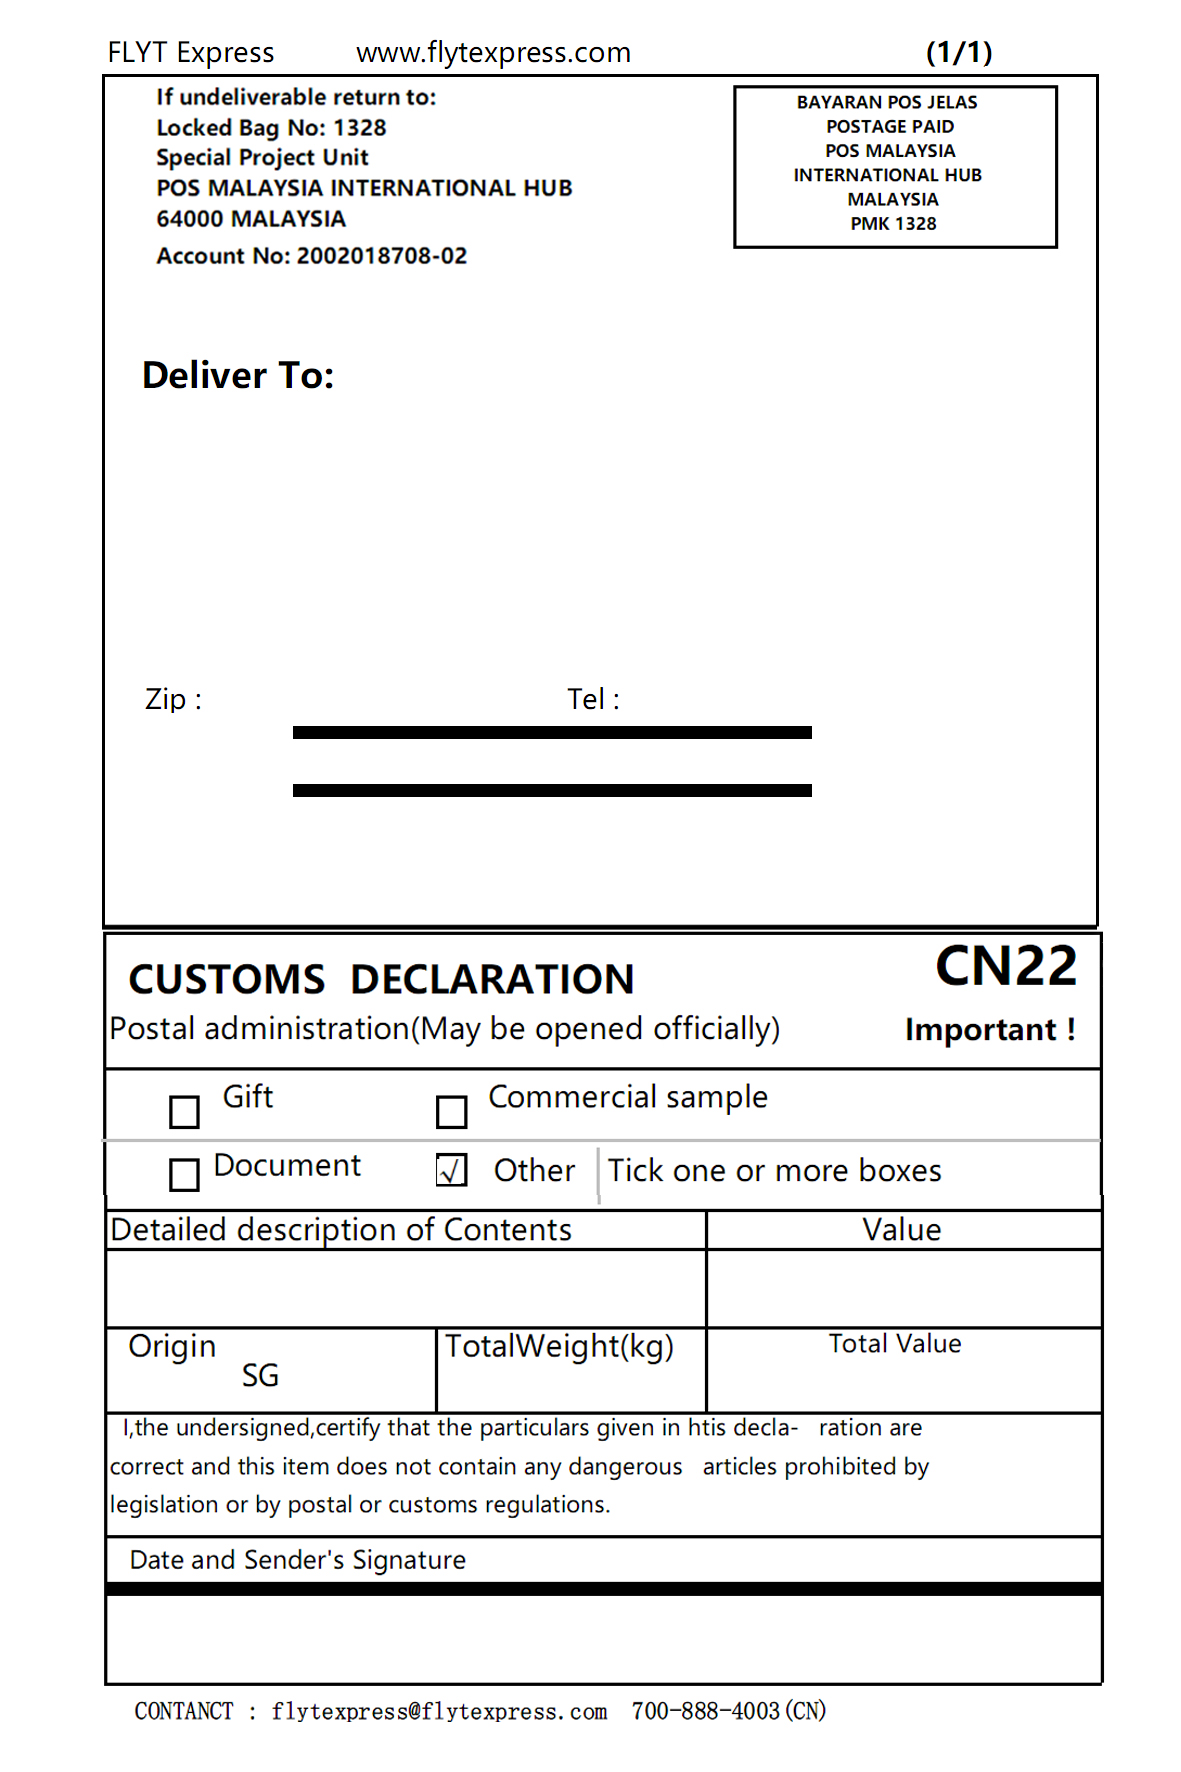 FLYT Express www.flytexpress.com (1/1)
If undeliverable return to:
Locked Bag No: 1328
Special Project Unit
POS MALAYSIA INTERNATIONAL HUB
64000 MALAYSIA
Account No: 2002018708-02
BAYARAN POS JELAS
POSTAGE PAID
POS MALAYSIA
INTERNATIONAL HUB
MALAYSIA
PMK 1328
Deliver To:
Zip : Tel :
CUSTOMS DECLARATION CN22
Postal administration(May be opened officially) Important !
Gift Commercial sample
Document √ Other Tick one or more boxes
Detailed description of Contents Value
Origin TotalWeight(kg) Total Value
SG
I,the undersigned,certify that the particulars given in htis decla- ration are
correct and this item does not contain any dangerous articles prohibited by
legislation or by postal or customs regulations.
Date and Sender's Signature
CONTANCT : flytexpress@flytexpress.com 700-888-4003(CN)